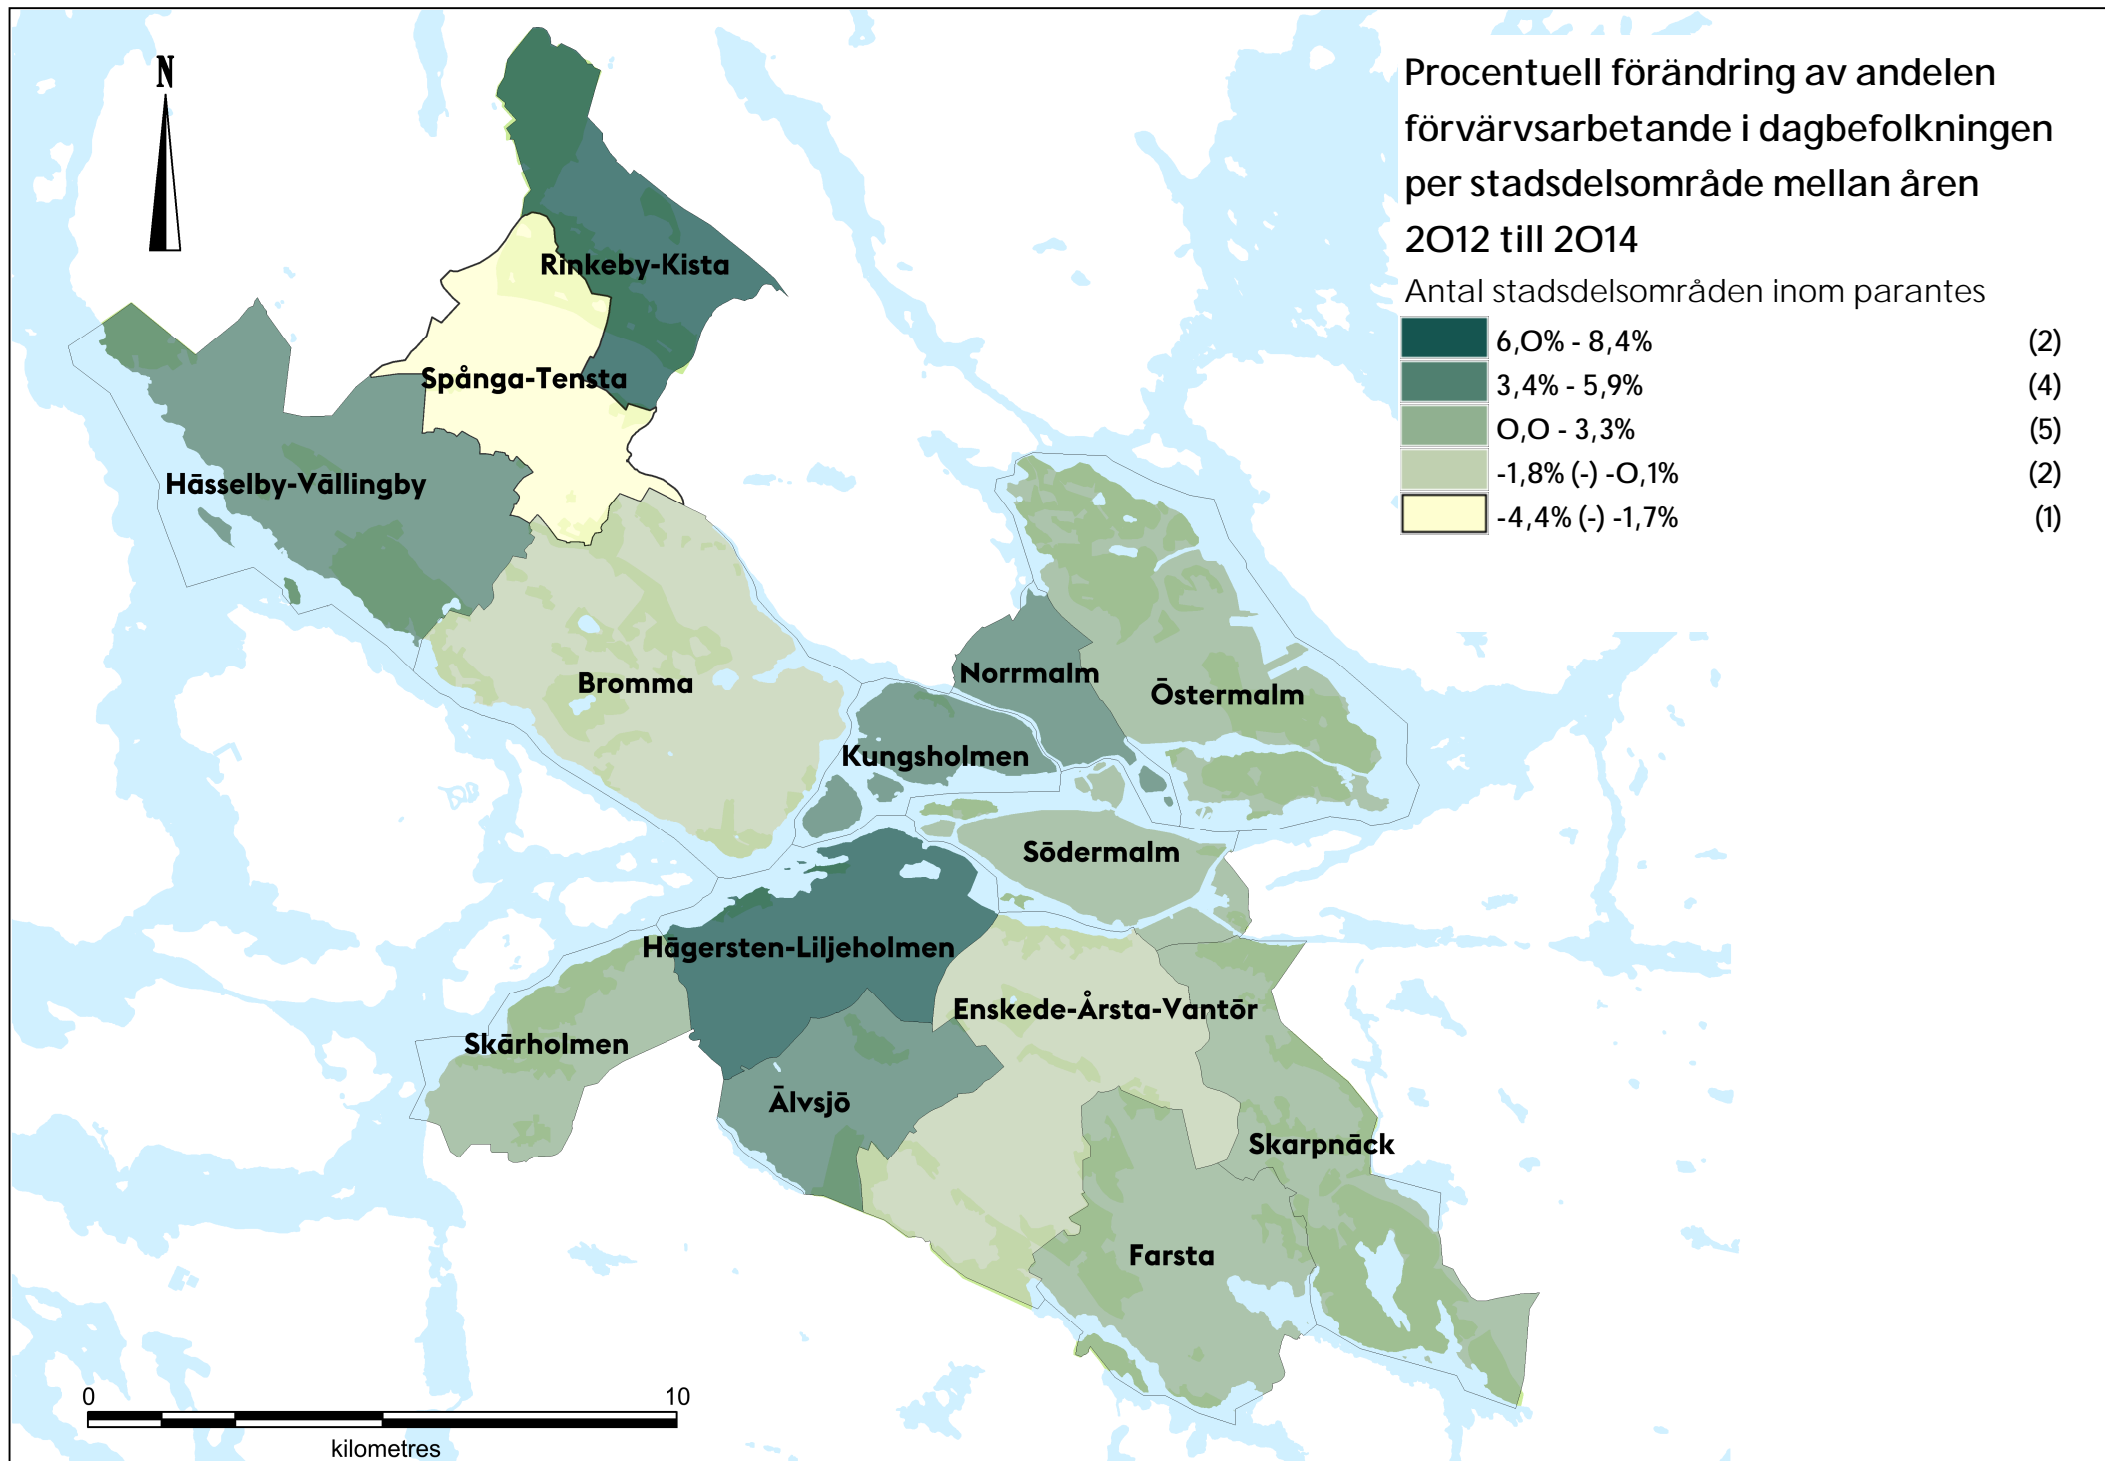 N
Procentuell förändring av andelen
förvärvsarbetande i dagbefolkningen
per stadsdelsområde mellan åren
2012 till 2014
Antal stadsdelsområden inom parantes
6,0% - 8,4% (2)
3,4% - 5,9% (4)
0,0 - 3,3% (5)
-1,8% (-) -0,1% (2)
-4,4% (-) -1,7% (1)
Rinkeby-Kista
Spånga-Tensta
Hässelby-Vällingby
Bromma
Norrmalm
Östermalm
Kungsholmen
Södermalm
Hägersten-Liljeholmen
Enskede-Årsta-Vantör
Skärholmen
Älvsjö
Skarpnäck
Farsta
0 10
kilometres